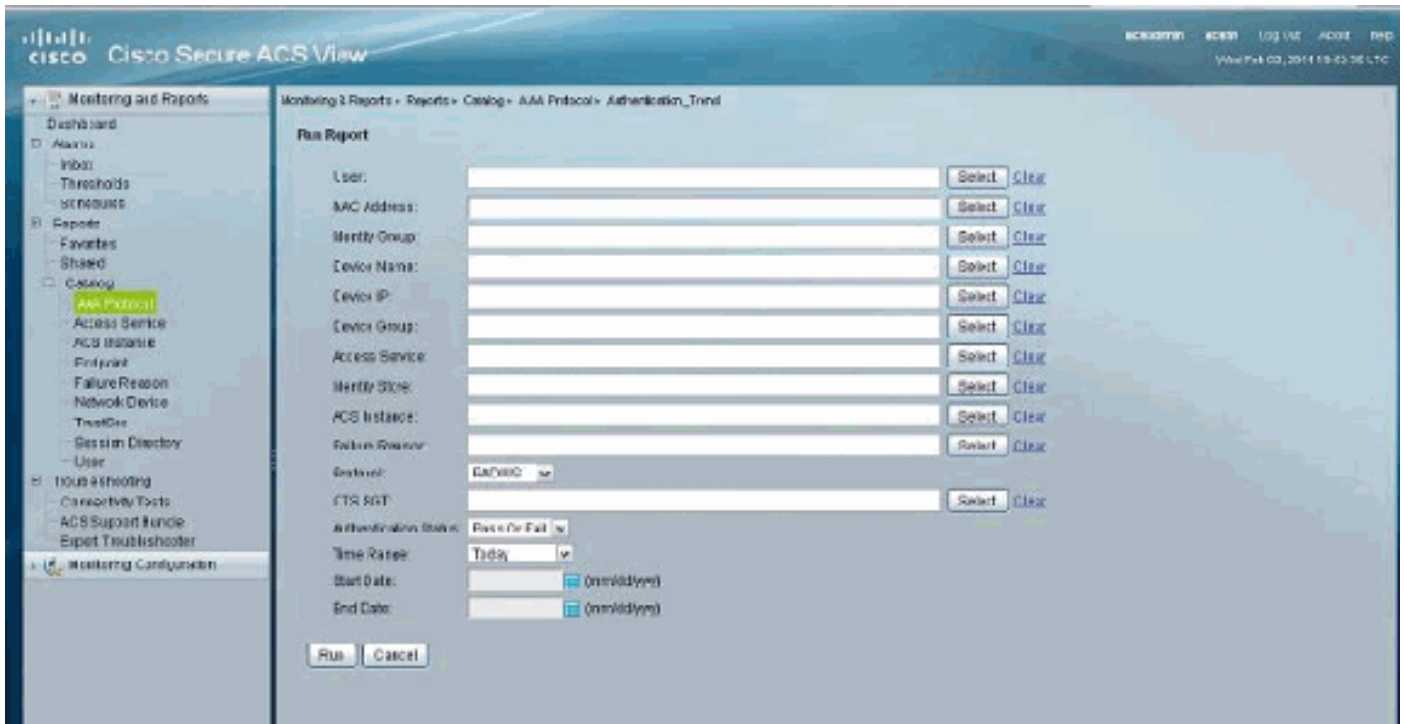 CISCO Cisco Secure ACS View
acsadmin acs01 Log Out About Help
Monitoring and Reports
Dashboard
Alarms
Inbox
Thresholds
Schedules
Reports
Favorites
Shared
Catalog
AAA Protocol
Access Service
ACS Instance
Endpoint
Failure Reason
Network Device
TrustSec
Session Directory
User
Troubleshooting
Connectivity Tests
ACS Support Bundle
Expert Troubleshooter
Monitoring Configuration
Monitoring & Reports > Reports > Catalog > AAA Protocol > Authentication_Trend
Run Report
User: Select Clear
MAC Address: Select Clear
Identity Group: Select Clear
Device Name: Select Clear
Device IP: Select Clear
Device Group: Select Clear
Access Service: Select Clear
Identity Store: Select Clear
ACS Instance: Select Clear
Failure Reason: Select Clear
Protocol: RADIUS
CTS SGT: Select Clear
Authentication Status: Pass Or Fail
Time Range: Today
Start Date: (mm/dd/yyyy)
End Date: (mm/dd/yyyy)
Run Cancel